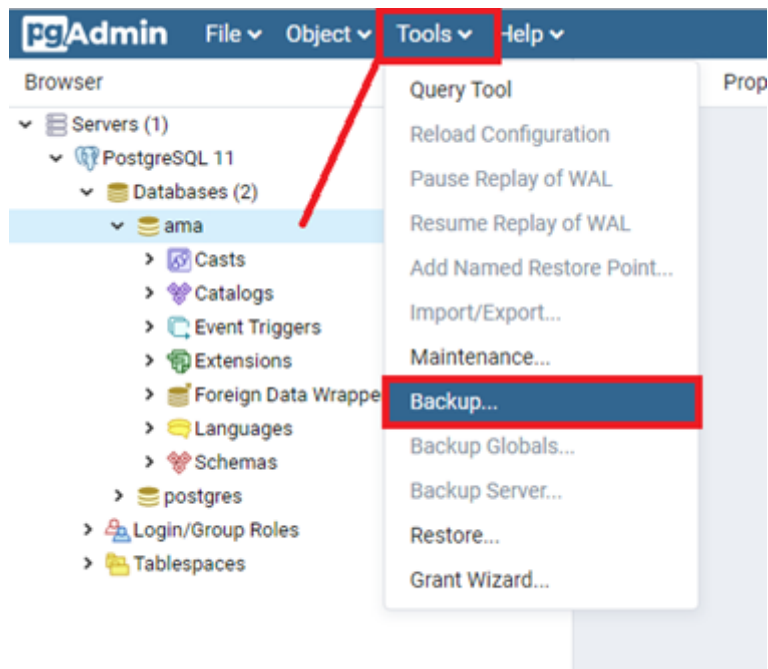 pgAdmin File Object Tools Help
Browser
Servers (1)
PostgreSQL 11
Databases (2)
ama
Casts
Catalogs
Event Triggers
Extensions
Foreign Data Wrappe
Languages
Schemas
postgres
Login/Group Roles
Tablespaces
Query Tool
Reload Configuration
Pause Replay of WAL
Resume Replay of WAL
Add Named Restore Point...
Import/Export...
Maintenance...
Backup...
Backup Globals...
Backup Server...
Restore...
Grant Wizard...
Prop